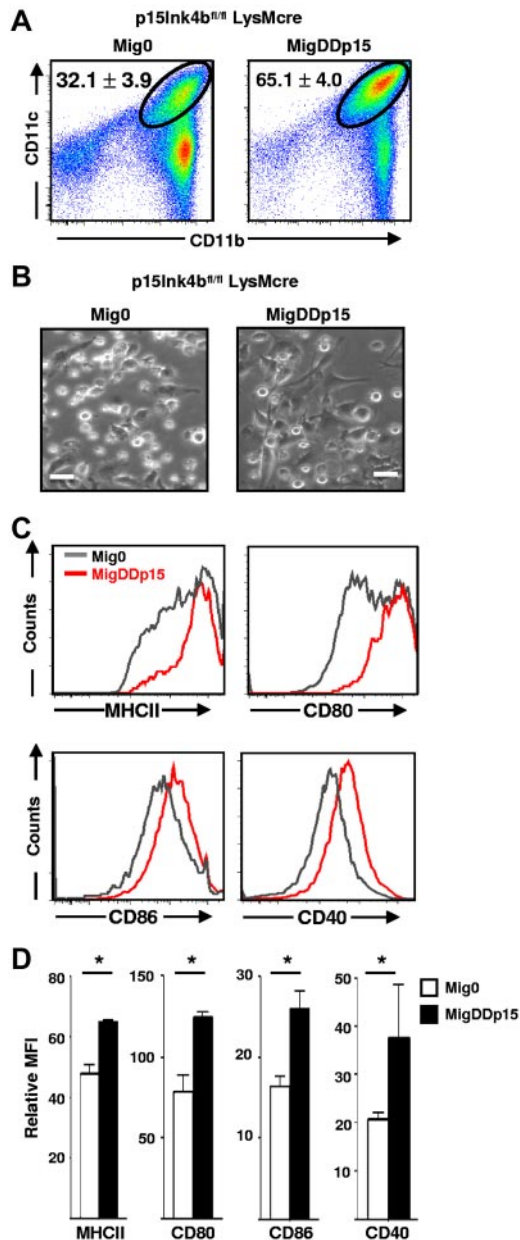 A
p15Ink4bfl/fl LysMcre
Mig0 MigDDp15
32.1 ± 3.9 65.1 ± 4.0
CD11c
CD11b
B
p15Ink4bfl/fl LysMcre
Mig0 MigDDp15
C
Mig0
MigDDp15
Counts
MHCII CD80
Counts
CD86 CD40
D
* * * *
Mig0
MigDDp15
Relative MFI
80 60 40 20
125 100 75 50
30 20 10
50 40 30 20 10
MHCII CD80 CD86 CD40